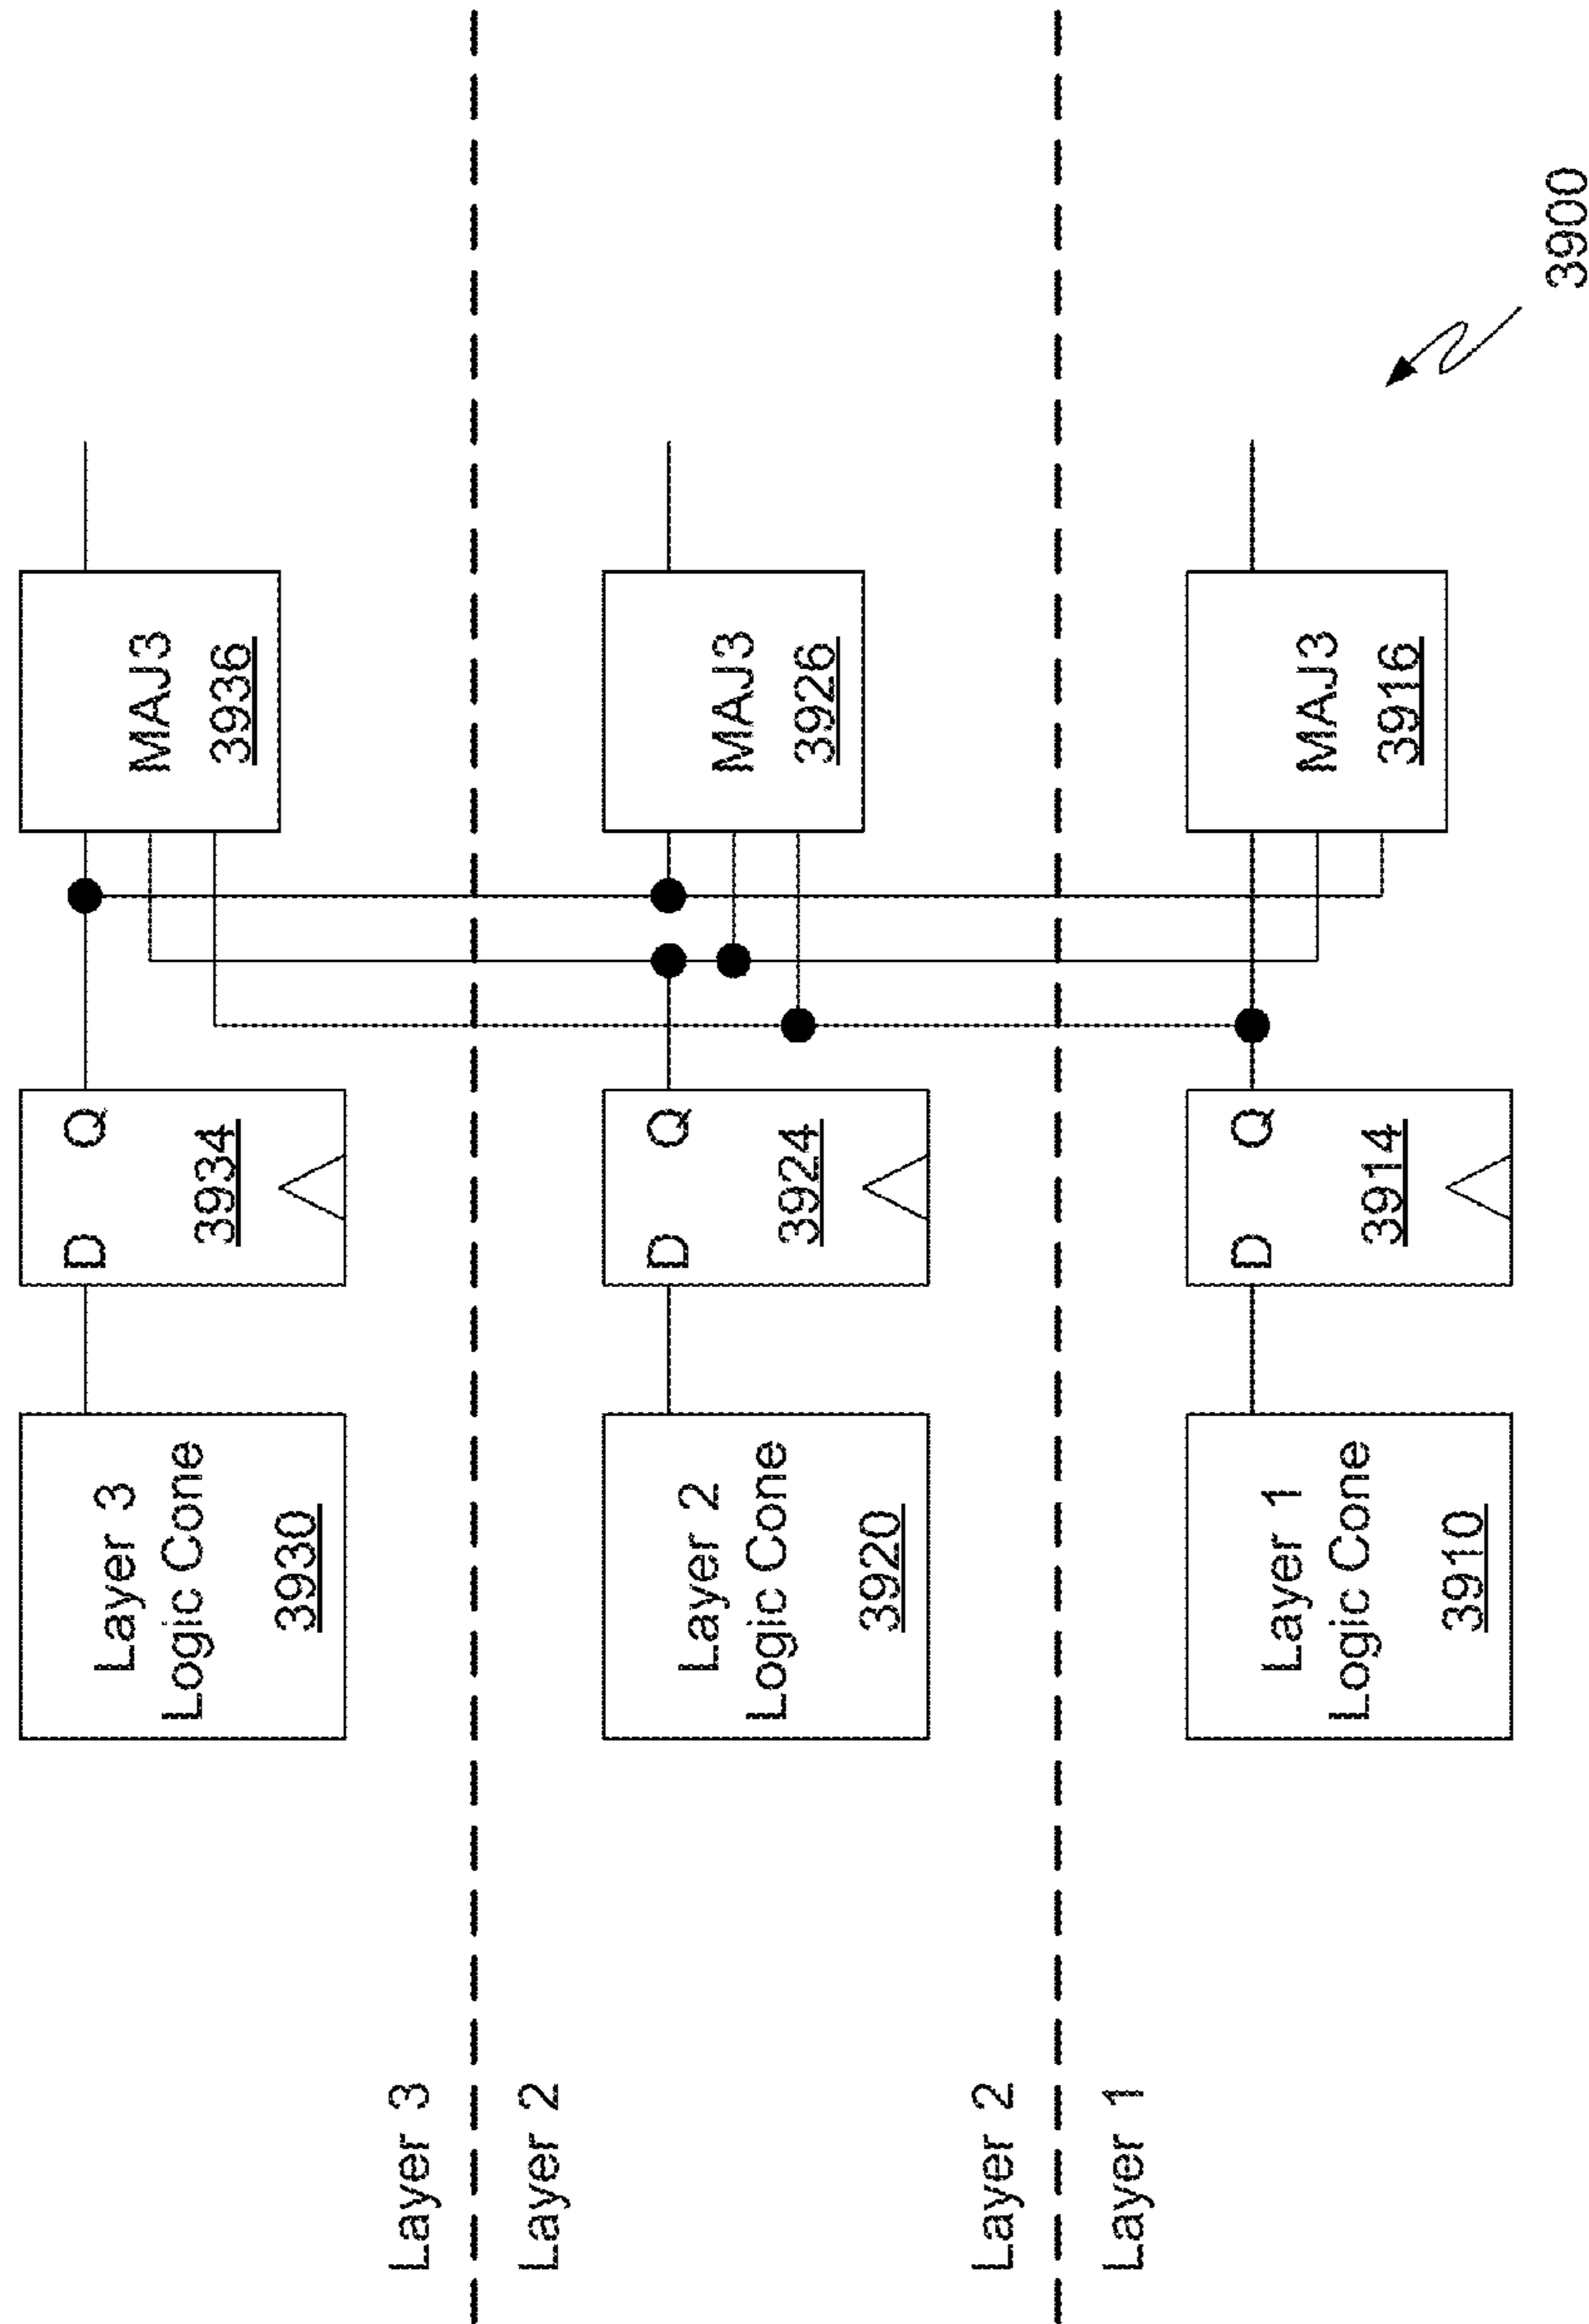 Layer 3
Logic Cone
3930
D Q
3934
MAJ3
3936
Layer 3
Layer 2
Layer 2
Logic Cone
3920
D Q
3924
MAJ3
3926
Layer 2
Layer 1
Layer 1
Logic Cone
3910
D Q
3914
MAJ3
3916
3900